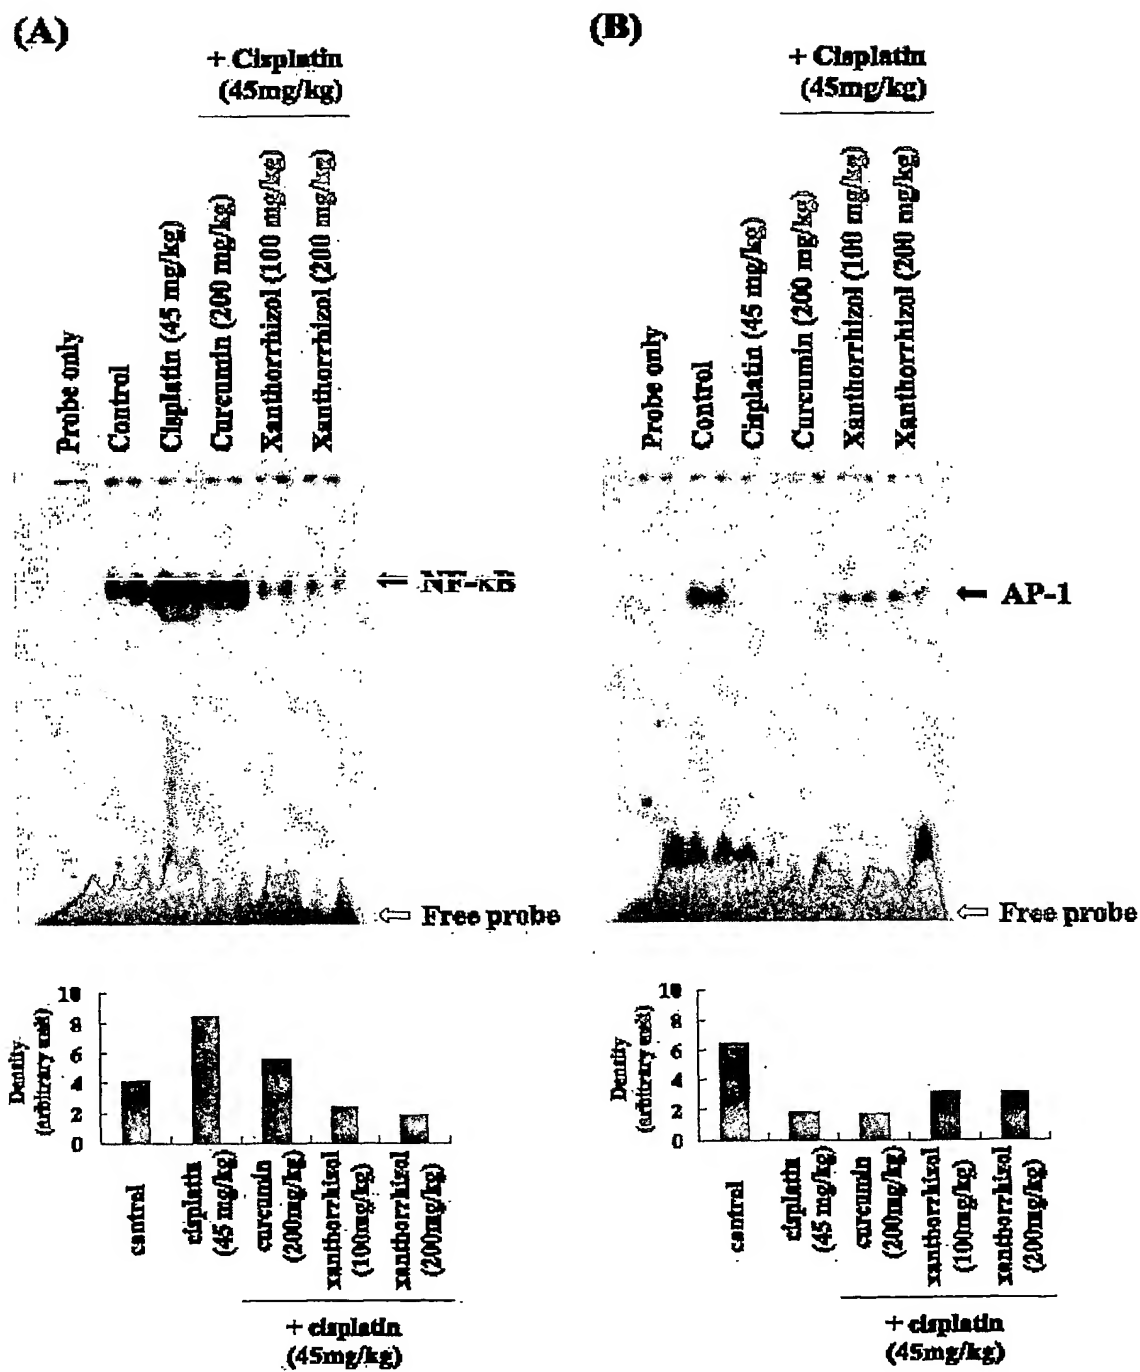 (A)
+ Cisplatin
(45mg/kg)
Probe only
Control
Cisplatin (45 mg/kg)
Curcumin (200 mg/kg)
Xanthorrhizol (100 mg/kg)
Xanthorrhizol (200 mg/kg)
NF-κB
Free probe
Density
(arbitrary unit)
10
8
6
4
2
0
control
cisplatin
(45 mg/kg)
curcumin
(200mg/kg)
xanthorrhizol
(100mg/kg)
xanthorrhizol
(200mg/kg)
+ cisplatin
(45mg/kg)
(B)
+ Cisplatin
(45mg/kg)
Probe only
Control
Cisplatin (45 mg/kg)
Curcumin (200 mg/kg)
Xanthorrhizol (100 mg/kg)
Xanthorrhizol (200 mg/kg)
AP-1
Free probe
Density
(arbitrary unit)
10
8
6
4
2
0
control
cisplatin
(45 mg/kg)
curcumin
(200mg/kg)
xanthorrhizol
(100mg/kg)
xanthorrhizol
(200mg/kg)
+ cisplatin
(45mg/kg)